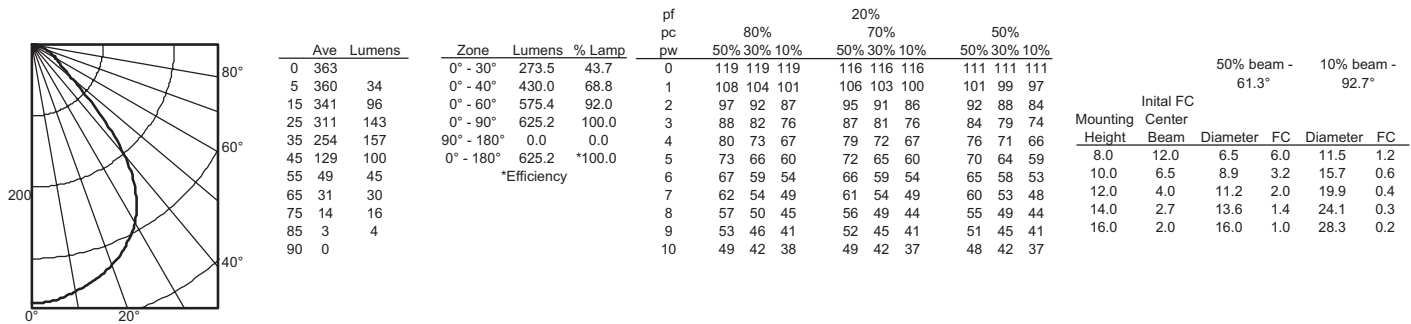 80°
60°
200
40°
0° 20°
Ave Lumens
0 363
5 360 34
15 341 96
25 311 143
35 254 157
45 129 100
55 49 45
65 31 30
75 14 16
85 3 4
90 0
Zone Lumens % Lamp
0° - 30° 273.5 43.7
0° - 40° 430.0 68.8
0° - 60° 575.4 92.0
0° - 90° 625.2 100.0
90° - 180° 0.0 0.0
0° - 180° 625.2 *100.0
*Efficiency
pf 20%
pc 80% 70% 50%
pw 50% 30% 10% 50% 30% 10% 50% 30% 10%
0 119 119 119 116 116 116 111 111 111
1 108 104 101 106 103 100 101 99 97
2 97 92 87 95 91 86 92 88 84
3 88 82 76 87 81 76 84 79 74
4 80 73 67 79 72 67 76 71 66
5 73 66 60 72 65 60 70 64 59
6 67 59 54 66 59 54 65 58 53
7 62 54 49 61 54 49 60 53 48
8 57 50 45 56 49 44 55 49 44
9 53 46 41 52 45 41 51 45 41
10 49 42 38 49 42 37 48 42 37
50% beam - 10% beam -
61.3° 92.7°
Inital FC
Mounting Center
Height Beam Diameter FC Diameter FC
8.0 12.0 6.5 6.0 11.5 1.2
10.0 6.5 8.9 3.2 15.7 0.6
12.0 4.0 11.2 2.0 19.9 0.4
14.0 2.7 13.6 1.4 24.1 0.3
16.0 2.0 16.0 1.0 28.3 0.2